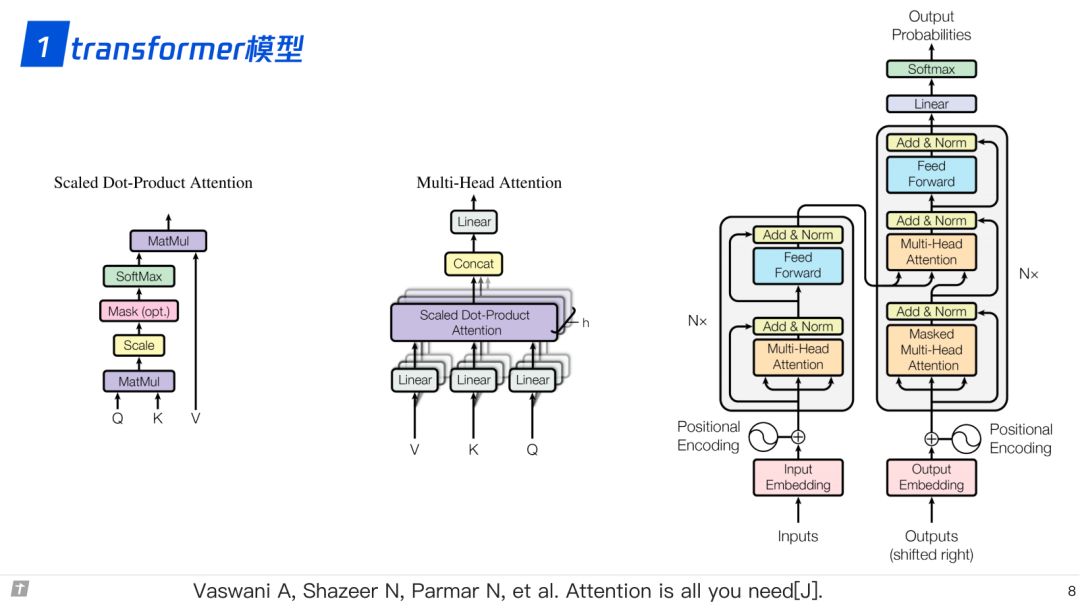 1 transformer模型
Scaled Dot-Product Attention
MatMul
SoftMax
Mask (opt.)
Scale
MatMul
Q K V
Multi-Head Attention
Linear
Concat
Scaled Dot-Product
Attention
h
Linear Linear Linear
V K Q
Output
Probabilities
Softmax
Linear
Add & Norm
Feed
Forward
Add & Norm
Multi-Head
Attention
N×
Add & Norm
Masked
Multi-Head
Attention
Add & Norm
Feed
Forward
N×
Add & Norm
Multi-Head
Attention
Positional
Encoding
Positional
Encoding
Input
Embedding
Output
Embedding
Inputs
Outputs
(shifted right)
Vaswani A, Shazeer N, Parmar N, et al. Attention is all you need[J].
8